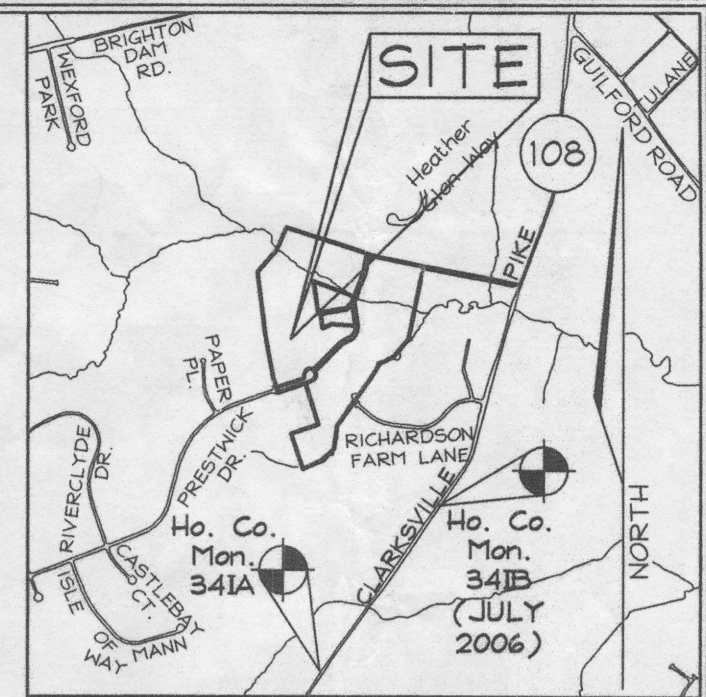 BRIGHTON
DAM
RD.
WEXFORD
PARK
SITE
GUILFORD ROAD
TULANE
108
Heather
Glen Way
PIKE
PAPER
PL.
PRESTWICK
DR.
RICHARDSON
FARM LANE
RIVERCLYDE
DR.
CASTLEBAY
CT.
ISLE
OF MANN
WAY
CLARKSVILLE
Ho. Co.
Mon.
34IA
Ho. Co.
Mon.
34IB
(JULY
2006)
NORTH